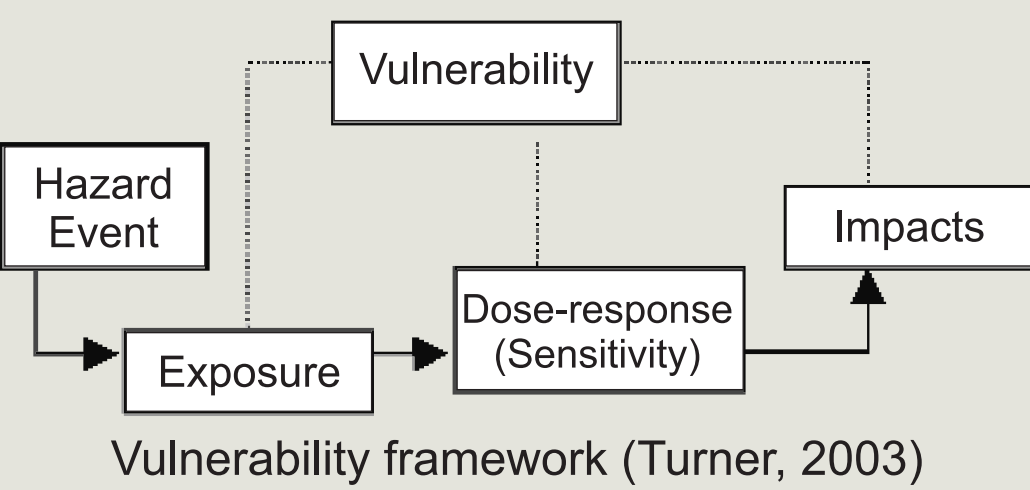 Vulnerability
Hazard
Event
Impacts
Dose-response
(Sensitivity)
Exposure
Vulnerability framework (Turner, 2003)